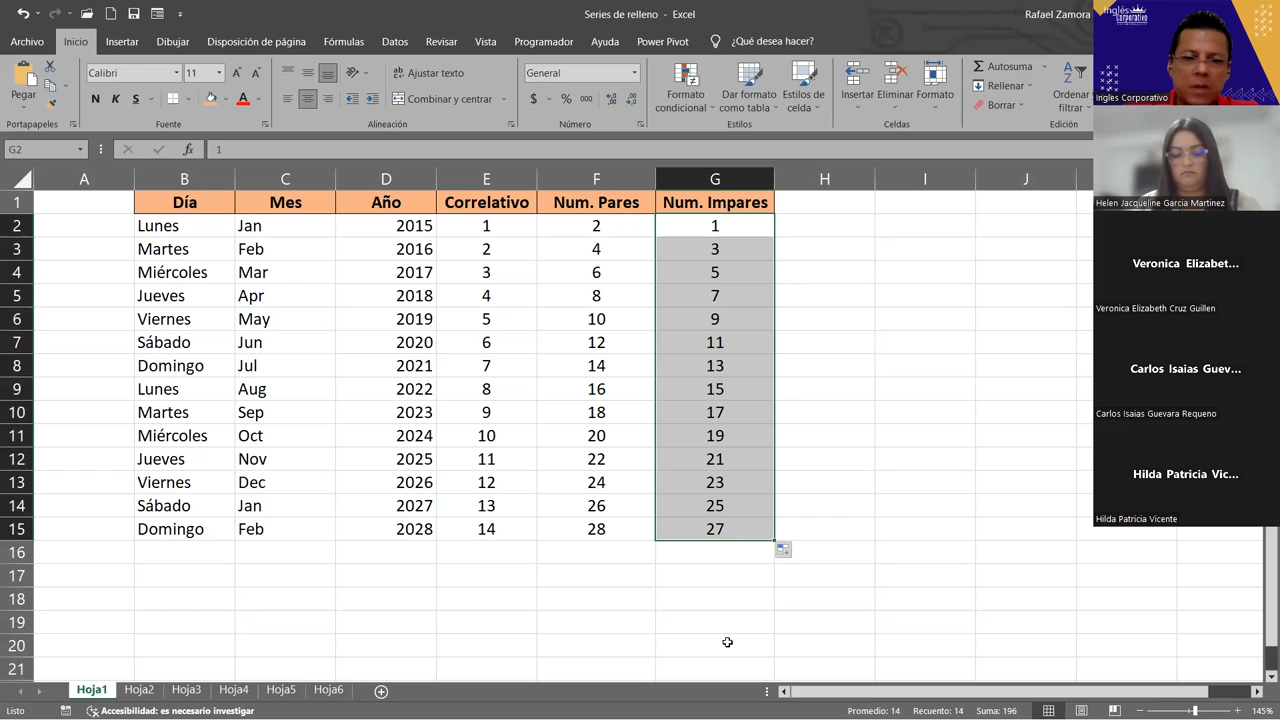 Series de relleno  -  Excel
Rafael Zamora
Archivo Inicio Insertar Dibujar Disposición de página Fórmulas Datos Revisar Vista Programador Ayuda Power Pivot ¿Qué desea hacer?
Pegar
Calibri 11
N K S
Ajustar texto
Combinar y centrar
General
$ % 000
Formato condicional
Dar formato como tabla
Estilos de celda
Insertar Eliminar Formato
Autosuma
Rellenar
Borrar
Ordenar filtrar
Portapapeles Fuente Alineación Número Estilos Celdas Edición
G2 fx 1
A B C D E F G H I J
1 Día Mes Año Correlativo Num. Pares Num. Impares
2 Lunes Jan 2015 1 2 1
3 Martes Feb 2016 2 4 3
4 Miércoles Mar 2017 3 6 5
5 Jueves Apr 2018 4 8 7
6 Viernes May 2019 5 10 9
7 Sábado Jun 2020 6 12 11
8 Domingo Jul 2021 7 14 13
9 Lunes Aug 2022 8 16 15
10 Martes Sep 2023 9 18 17
11 Miércoles Oct 2024 10 20 19
12 Jueves Nov 2025 11 22 21
13 Viernes Dec 2026 12 24 23
14 Sábado Jan 2027 13 26 25
15 Domingo Feb 2028 14 28 27
16
17
18
19
20
21
Hoja1 Hoja2 Hoja3 Hoja4 Hoja5 Hoja6
Listo Accesibilidad: es necesario investigar Promedio: 14 Recuento: 14 Suma: 196 145%
Inglés Corporativo
Ingles Corporativo
Helen Jacqueline Garcia Martinez
Veronica Elizabet...
Veronica Elizabeth Cruz Guillen
Carlos Isaias Guev...
Carlos Isaias Guevara Requeno
Hilda Patricia Vic...
Hilda Patricia Vicente